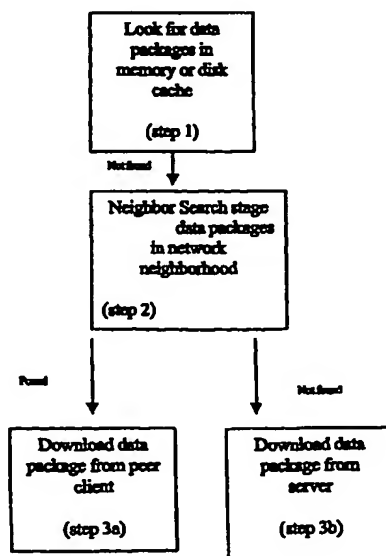 Look for data
packages in
memory or disk
cache
(step 1)
Not found
Neighbor Search stage
data packages
in network
neighborhood
(step 2)
Found
Not found
Download data
package from peer
client
(step 3a)
Download data
package from
server
(step 3b)